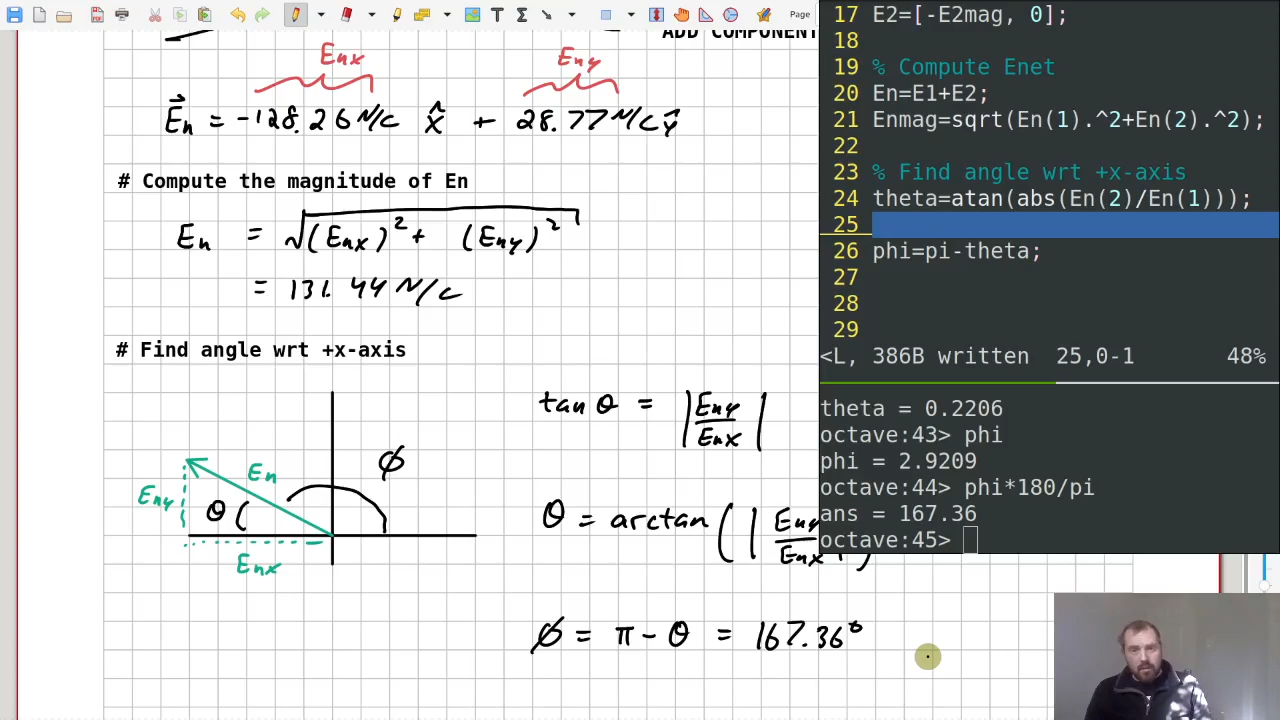 Page
ADD COMPONENT
Enx Eny
En = -128.26 N/C x̂ + 28.77 N/C ŷ
# Compute the magnitude of En
En = √(Enx)² + (Eny)²
= 131.44 N/C
# Find angle wrt +x-axis
tan θ = |Eny/Enx|
ϕ
En
Eny
θ
Enx
θ = arctan(|Eny/Enx|)
ϕ = π - θ = 167.36°
17 E2=[-E2mag, 0];
18
19 % Compute Enet
20 En=E1+E2;
21 Enmag=sqrt(En(1).^2+En(2).^2);
22
23 % Find angle wrt +x-axis
24 theta=atan(abs(En(2)/En(1)));
25
26 phi=pi-theta;
27
28
29
<L, 386B written 25,0-1 48%
theta = 0.2206
octave:43> phi
phi = 2.9209
octave:44> phi*180/pi
ans = 167.36
octave:45>